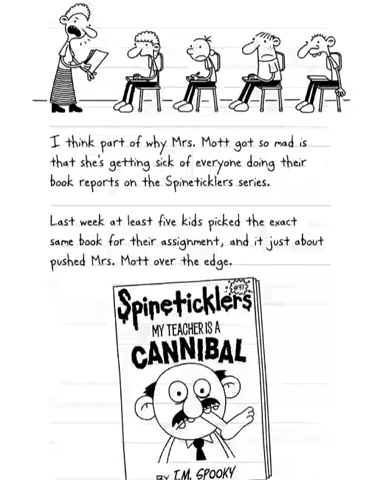 I think part of why Mrs. Mott got so mad is
that she's getting sick of everyone doing their
book reports on the Spineticklers series.
Last week at least five kids picked the exact
same book for their assignment, and it just about
pushed Mrs. Mott over the edge.
#97
Spineticklers
MY TEACHER IS A
CANNIBAL
BY I.M. SPOOKY